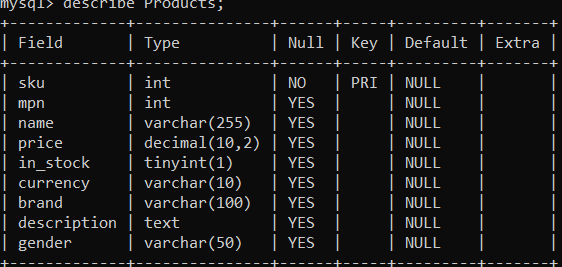 mysql> describe Products;
+-------------+---------------+------+-----+---------+-------+
| Field       | Type          | Null | Key | Default | Extra |
+-------------+---------------+------+-----+---------+-------+
| sku         | int           | NO   | PRI | NULL    |       |
| mpn         | int           | YES  |     | NULL    |       |
| name        | varchar(255)  | YES  |     | NULL    |       |
| price       | decimal(10,2) | YES  |     | NULL    |       |
| in_stock    | tinyint(1)    | YES  |     | NULL    |       |
| currency    | varchar(10)   | YES  |     | NULL    |       |
| brand       | varchar(100)  | YES  |     | NULL    |       |
| description | text          | YES  |     | NULL    |       |
| gender      | varchar(50)   | YES  |     | NULL    |       |
+-------------+---------------+------+-----+---------+-------+